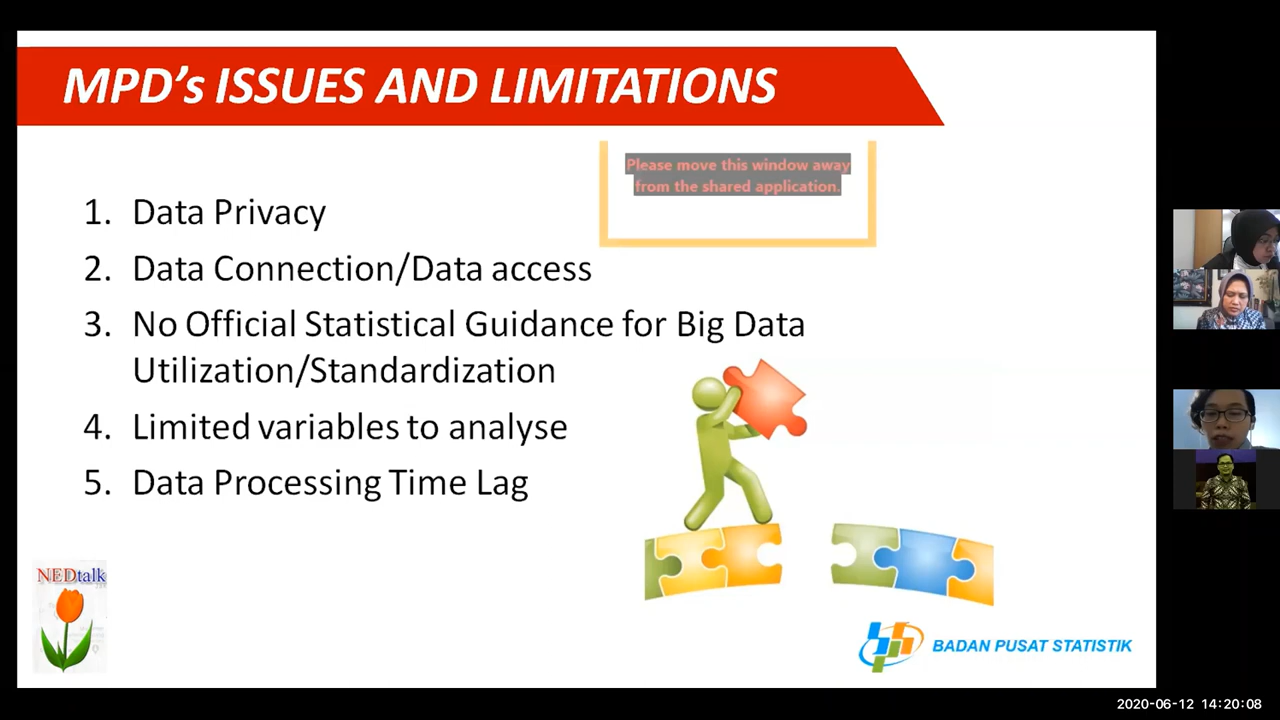 MPD's ISSUES AND LIMITATIONS
Please move this window away
from the shared application.
1. Data Privacy
2. Data Connection/Data access
3. No Official Statistical Guidance for Big Data
Utilization/Standardization
4. Limited variables to analyse
5. Data Processing Time Lag
NEDtalk
BADAN PUSAT STATISTIK
2020-06-12 14:20:08